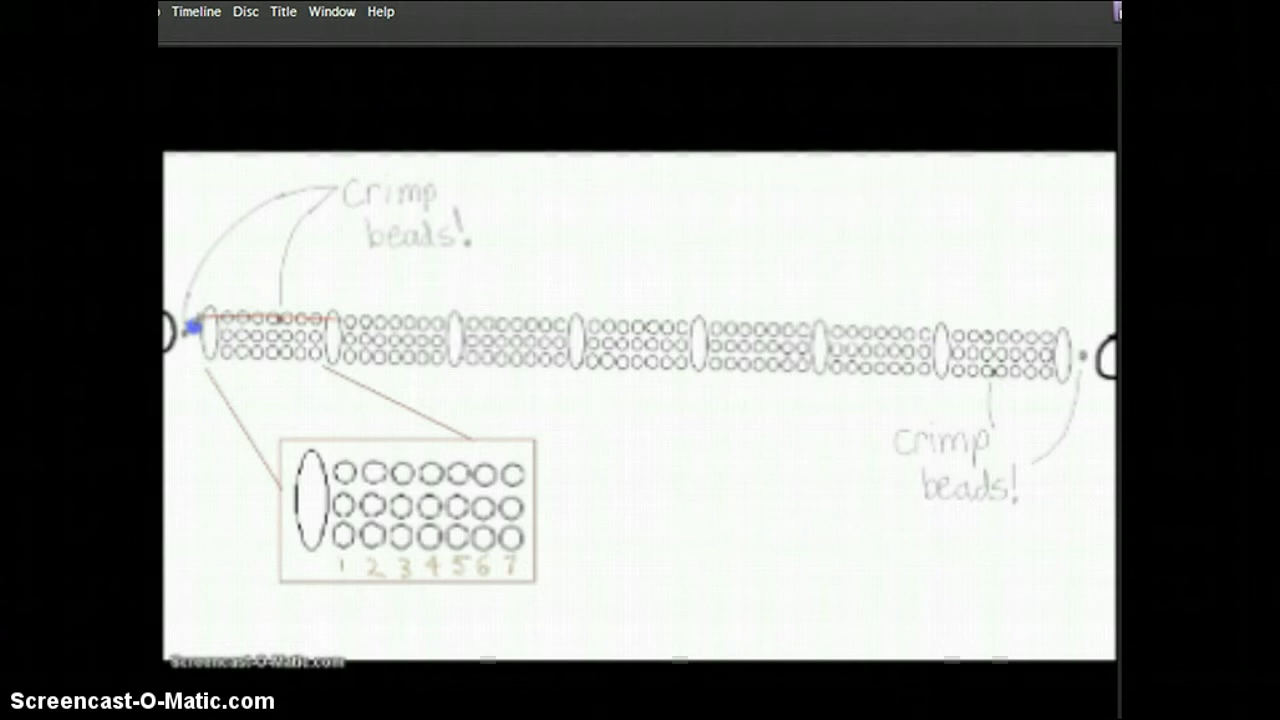 Timeline Disc Title Window Help
Crimp
beads!
crimp
beads!
1 2 3 4 5 6 7
Screencast-O-Matic.com
Screencast-O-Matic.com